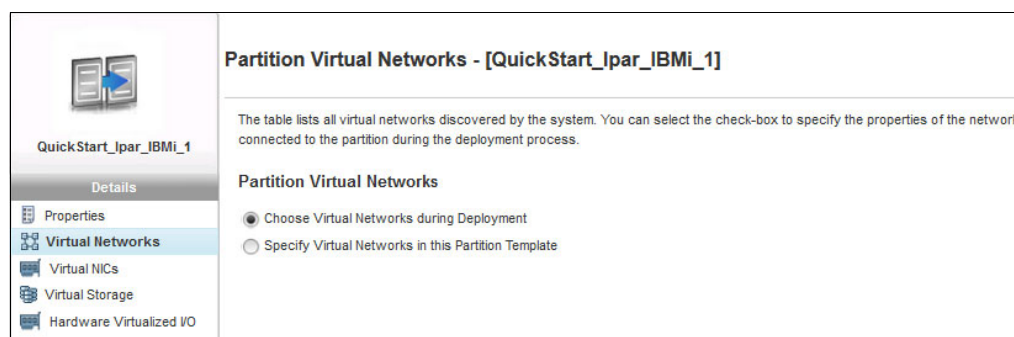 Partition Virtual Networks - [QuickStart_lpar_IBMi_1]
The table lists all virtual networks discovered by the system. You can select the check-box to specify the properties of the network
connected to the partition during the deployment process.
QuickStart_lpar_IBMi_1
Details
Properties
Virtual Networks
Virtual NICs
Virtual Storage
Hardware Virtualized I/O
Partition Virtual Networks
Choose Virtual Networks during Deployment
Specify Virtual Networks in this Partition Template